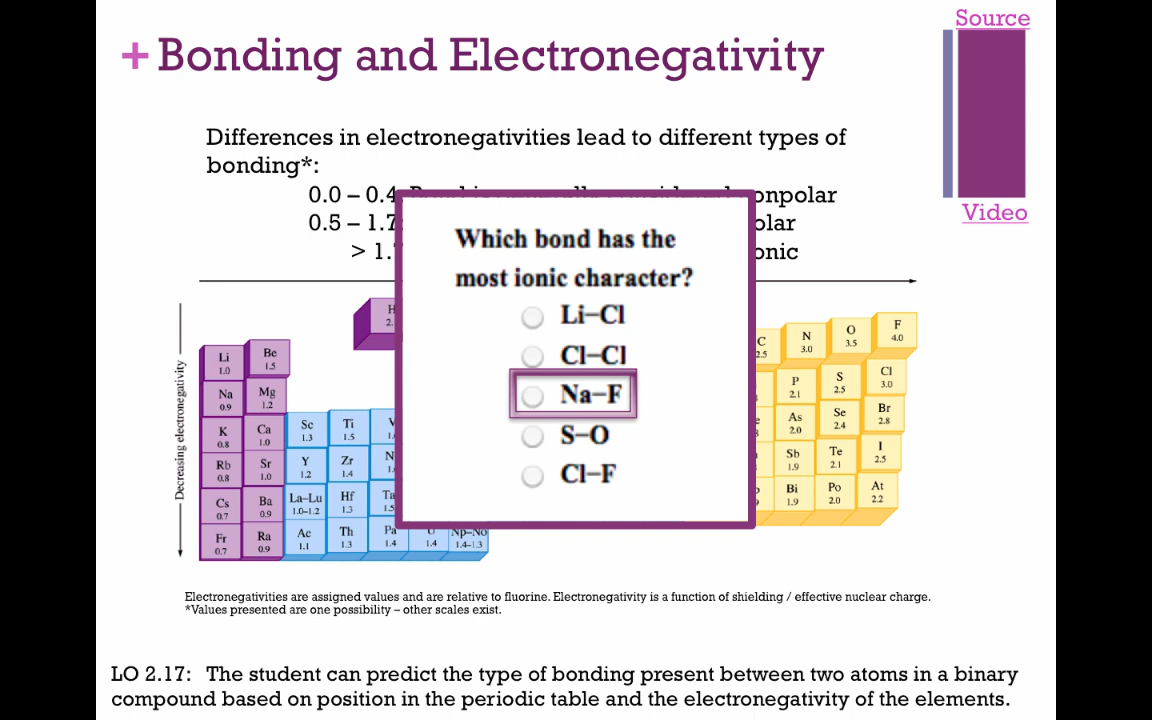 Source
+ Bonding and Electronegativity
Video
Differences in electronegativities lead to different types of
bonding*:
0.0 – 0.4 onpolar
0.5 – 1.7 olar
> 1. onic
Which bond has the
most ionic character?
Li–Cl
Cl–Cl
Na–F
S–O
Cl–F
Decreasing electronegativity
H
2.
Li Be C N O F
1.0 1.5 2.5 3.0 3.5 4.0
Na Mg P S Cl
0.9 1.2 2.1 2.5 3.0
K Ca Sc Ti V As Se Br
0.8 1.0 1.3 1.5 1. 2.0 2.4 2.8
Rb Sr Y Zr N Sb Te I
0.8 1.0 1.2 1.4 1. 1.9 2.1 2.5
Cs Ba La–Lu Hf Ta Bi Po At
0.7 0.9 1.0–1.2 1.3 1.5 1.9 2.0 2.2
Fr Ra Ac Th Pa U Np–No
0.7 0.9 1.1 1.3 1.4 1.4 1.4–1.3
Electronegativities are assigned values and are relative to fluorine. Electronegativity is a function of shielding / effective nuclear charge.
*Values presented are one possibility – other scales exist.
LO 2.17: The student can predict the type of bonding present between two atoms in a binary
compound based on position in the periodic table and the electronegativity of the elements.